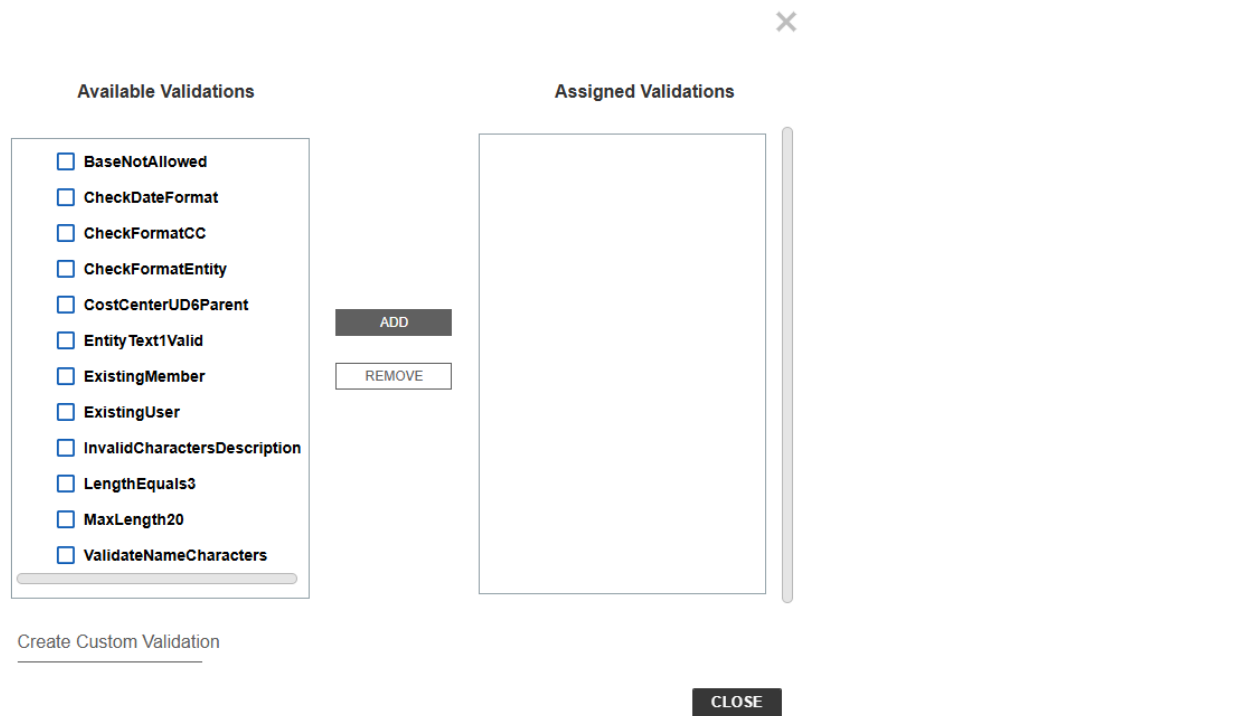 Available Validations
Assigned Validations
BaseNotAllowed
CheckDateFormat
CheckFormatCC
CheckFormatEntity
CostCenterUD6Parent
EntityText1Valid
ExistingMember
ExistingUser
InvalidCharactersDescription
LengthEquals3
MaxLength20
ValidateNameCharacters
ADD
REMOVE
Create Custom Validation
CLOSE